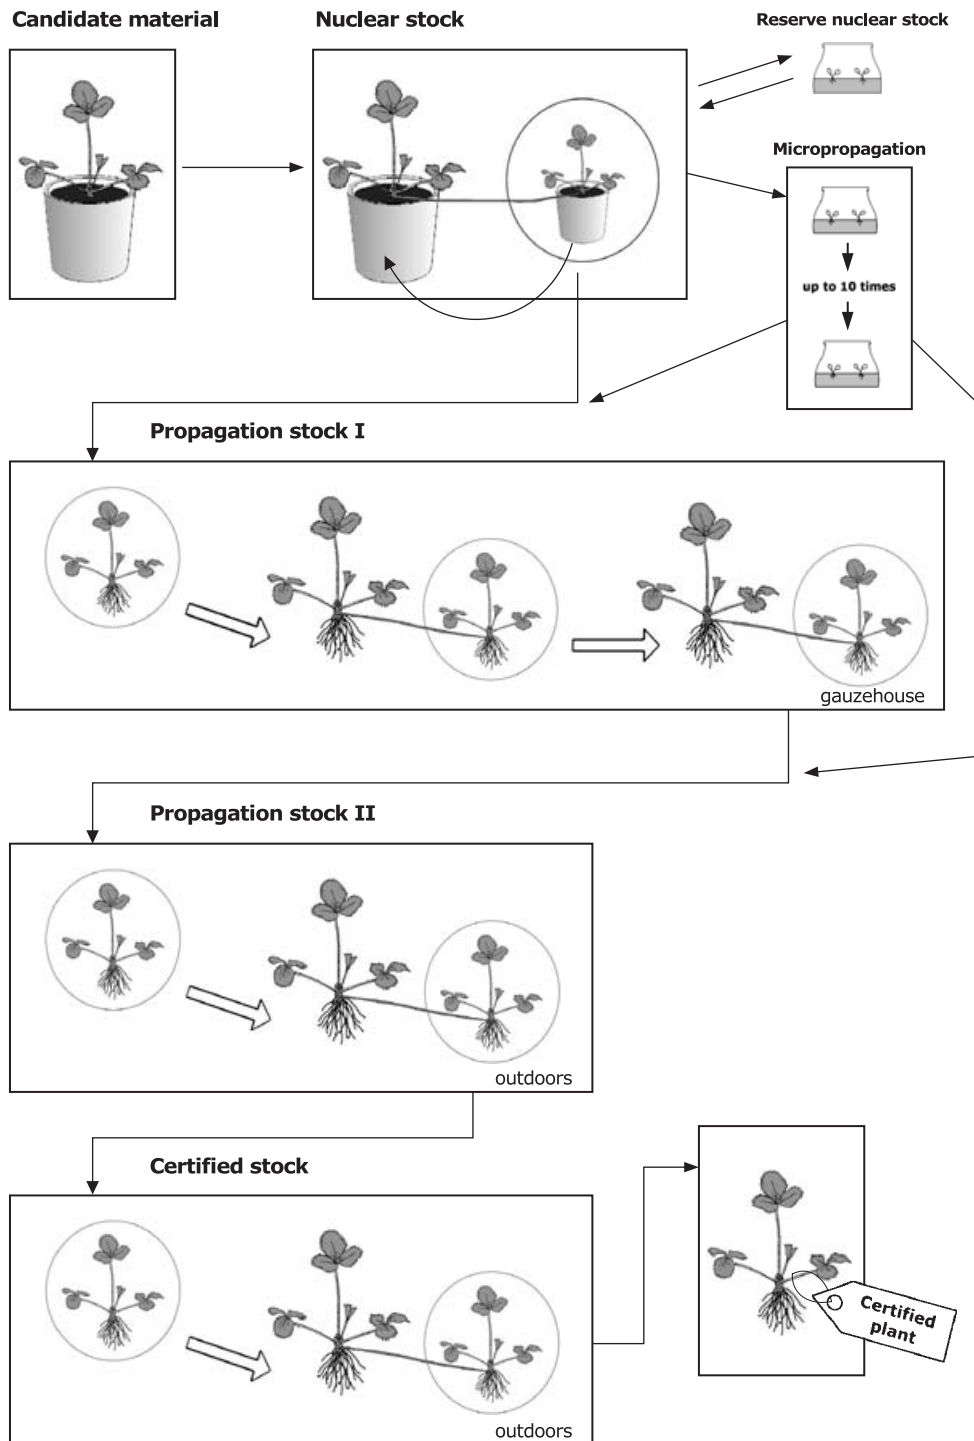 Candidate material
Nuclear stock
Reserve nuclear stock
Micropropagation
up to 10 times
Propagation stock I
gauzehouse
Propagation stock II
outdoors
Certified stock
Certified
plant
outdoors